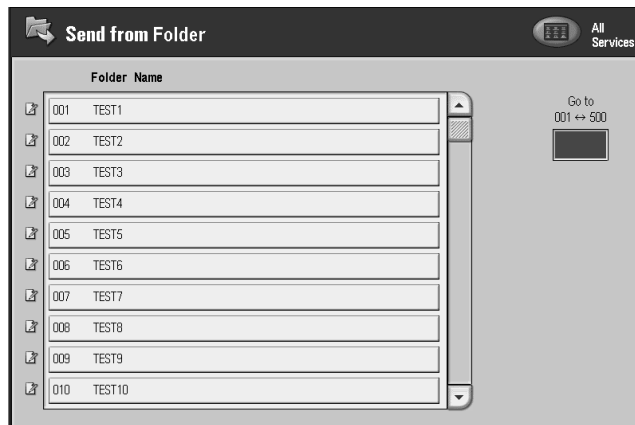 Send from Folder
All
Services
Folder Name
Go to
001 ↔ 500
001 TEST1
002 TEST2
003 TEST3
004 TEST4
005 TEST5
006 TEST6
007 TEST7
008 TEST8
009 TEST9
010 TEST10